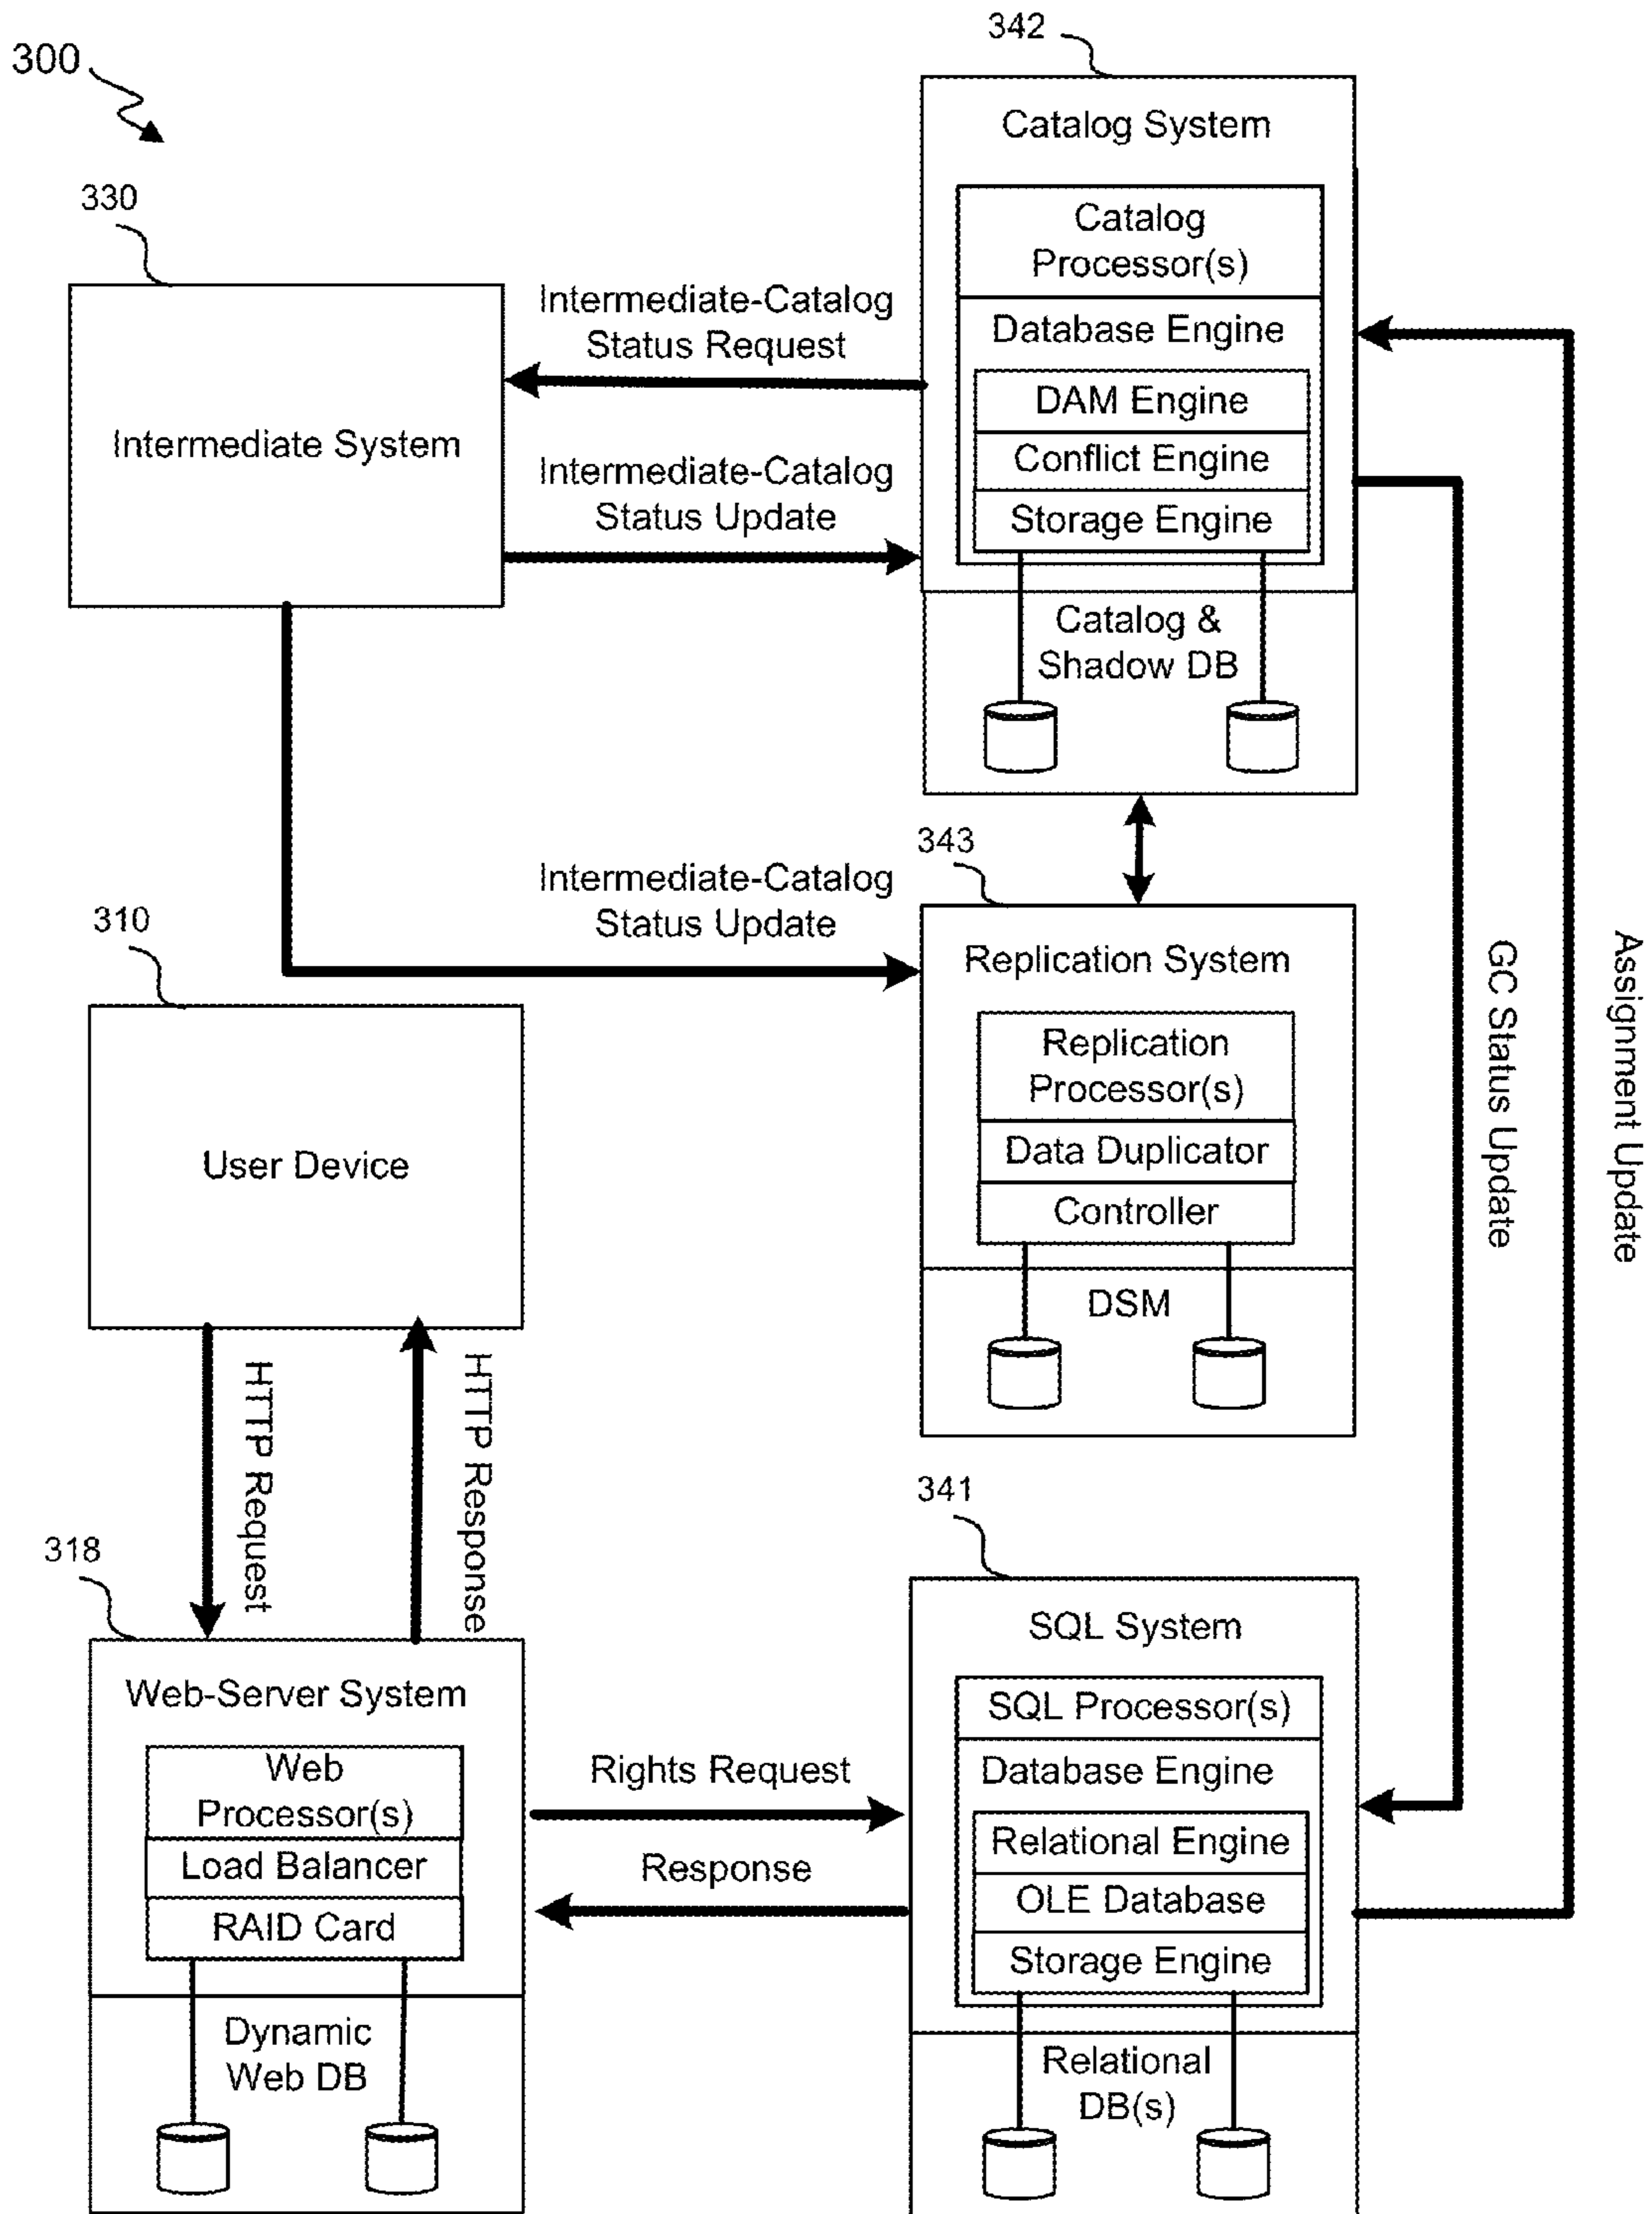 300
342
Catalog System
Catalog
Processor(s)
Database Engine
DAM Engine
Conflict Engine
Storage Engine
Catalog &
Shadow DB
330
Intermediate System
Intermediate-Catalog
Status Request
Intermediate-Catalog
Status Update
Intermediate-Catalog
Status Update
343
Replication System
Replication
Processor(s)
Data Duplicator
Controller
DSM
GC Status Update
Assignment Update
310
User Device
HTTP Request
HTTP Response
318
Web-Server System
Web
Processor(s)
Load Balancer
RAID Card
Dynamic
Web DB
Rights Request
Response
341
SQL System
SQL Processor(s)
Database Engine
Relational Engine
OLE Database
Storage Engine
Relational
DB(s)